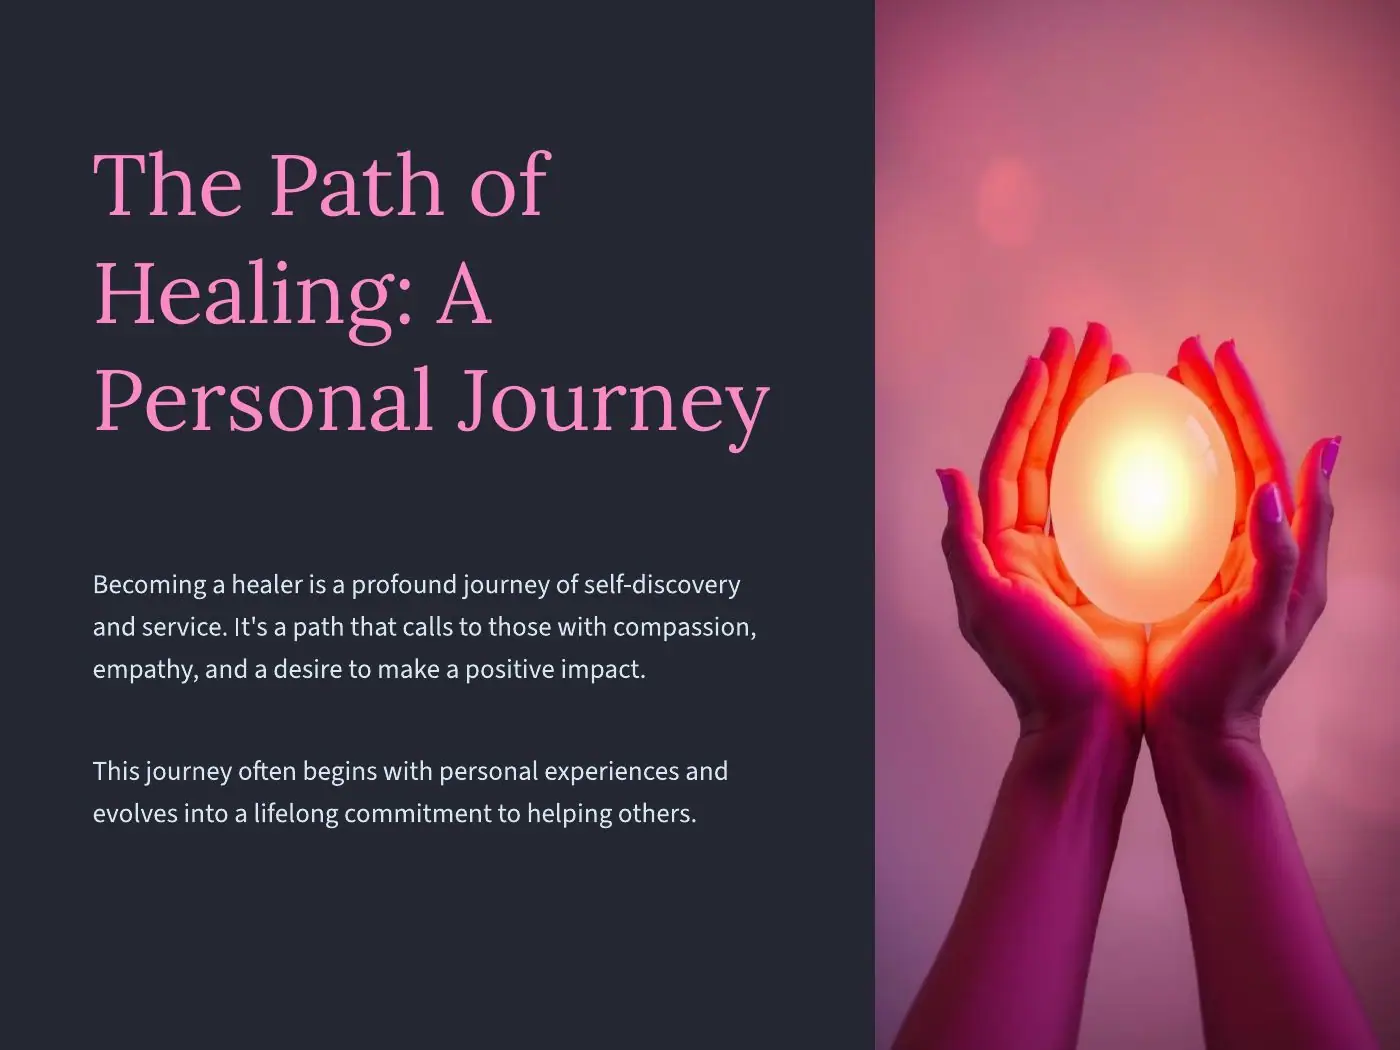 The Path of
Healing: A
Personal Journey
Becoming a healer is a profound journey of self-discovery
and service. It's a path that calls to those with compassion,
empathy, and a desire to make a positive impact.
This journey often begins with personal experiences and
evolves into a lifelong commitment to helping others.